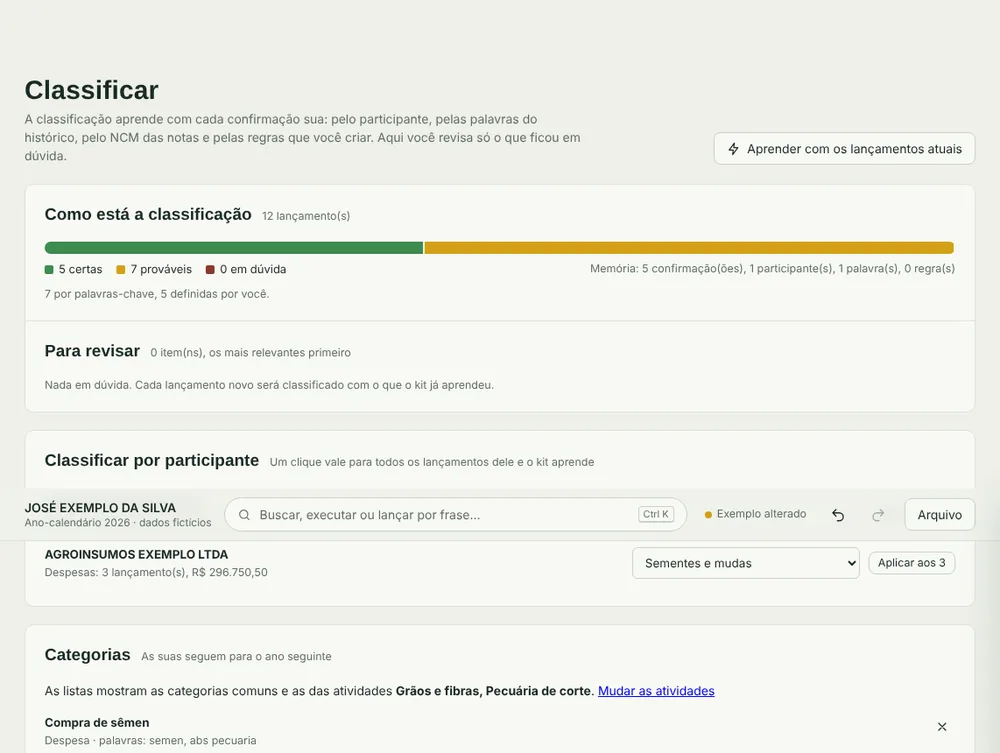 Classificar
A classificação aprende com cada confirmação sua: pelo participante, pelas palavras do
histórico, pelo NCM das notas e pelas regras que você criar. Aqui você revisa só o que ficou em
dúvida.
Aprender com os lançamentos atuais
Como está a classificação 12 lançamento(s)
5 certas 7 prováveis 0 em dúvida
Memória: 5 confirmação(ões), 1 participante(s), 1 palavra(s), 0 regra(s)
7 por palavras-chave, 5 definidas por você.
Para revisar 0 item(ns), os mais relevantes primeiro
Nada em dúvida. Cada lançamento novo será classificado com o que o kit já aprendeu.
Classificar por participante Um clique vale para todos os lançamentos dele e o kit aprende
JOSÉ EXEMPLO DA SILVA
Ano-calendário 2026 · dados fictícios
Buscar, executar ou lançar por frase... Ctrl K
Exemplo alterado
Arquivo
AGROINSUMOS EXEMPLO LTDA
Despesas: 3 lançamento(s), R$ 296.750,50
Sementes e mudas
Aplicar aos 3
Categorias As suas seguem para o ano seguinte
As listas mostram as categorias comuns e as das atividades Grãos e fibras, Pecuária de corte. Mudar as atividades
Compra de sêmen
Despesa · palavras: semen, abs pecuaria